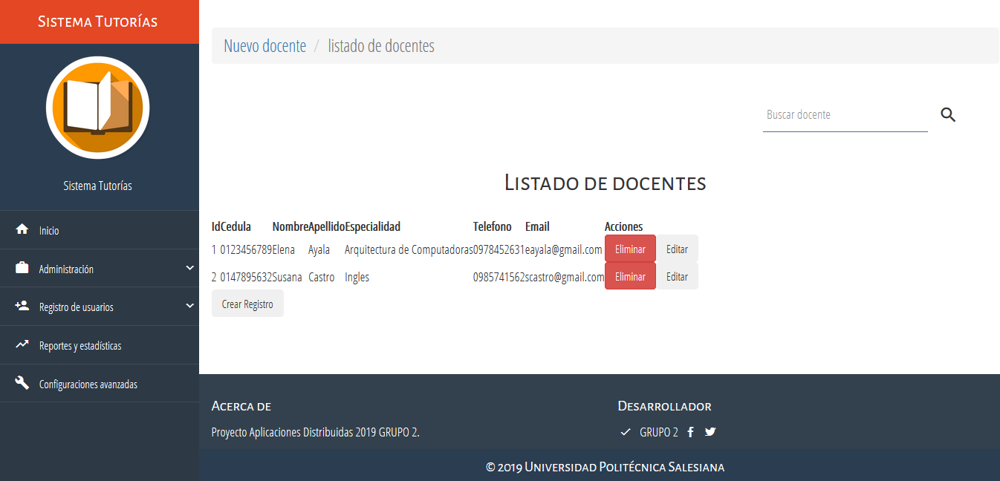 Sistema Tutorías
Sistema Tutorías
Inicio
Administración
Registro de usuarios
Reportes y estadísticas
Configuraciones avanzadas
Nuevo docente / listado de docentes
Buscar docente
Listado de docentes
Id Cedula Nombre Apellido Especialidad Telefono Email Acciones
1 0123456789 Elena Ayala Arquitectura de Computadoras 0978452631 eayala@gmail.com Eliminar Editar
2 0147895632 Susana Castro Ingles 0985741562 scastro@gmail.com Eliminar Editar
Crear Registro
Acerca de
Proyecto Aplicaciones Distribuidas 2019 GRUPO 2.
Desarrollador
GRUPO 2
© 2019 Universidad Politécnica Salesiana